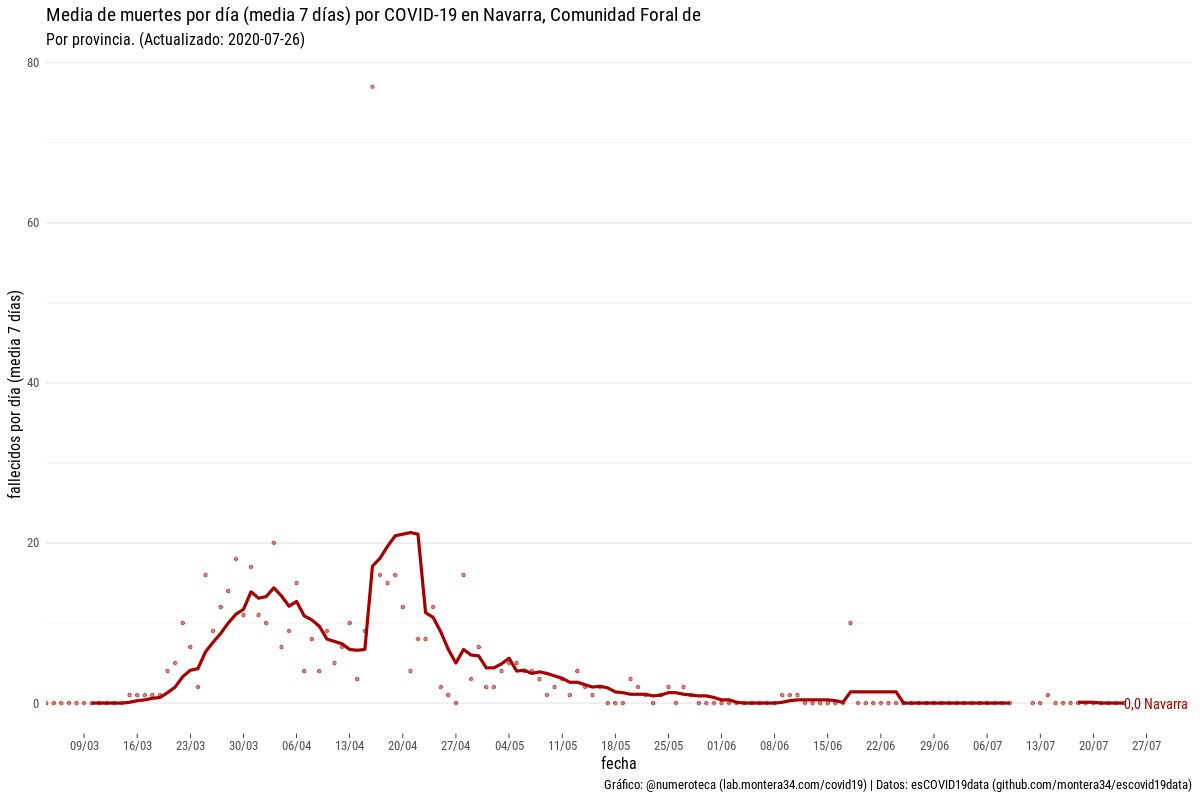 Media de muertes por día (media 7 días) por COVID-19 en Navarra, Comunidad Foral de
Por provincia. (Actualizado: 2020-07-26)
fallecidos por día (media 7 días)
80
60
40
20
0
0,0 Navarra
09/03 16/03 23/03 30/03 06/04 13/04 20/04 27/04 04/05 11/05 18/05 25/05 01/06 08/06 15/06 22/06 29/06 06/07 13/07 20/07 27/07
fecha
Gráfico: @numeroteca (lab.montera34.com/covid19) | Datos: esCOVID19data (github.com/montera34/escovid19data)